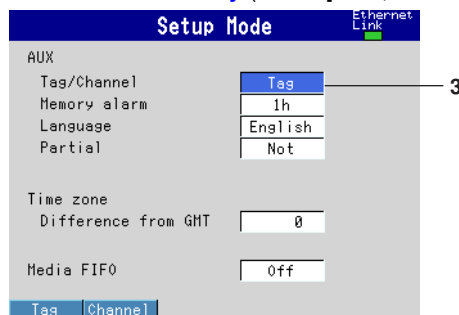 Setup Mode
Ethernet
Link
AUX
Tag/Channel Tag 3
Memory alarm 1h
Language English
Partial Not
Time zone
Difference from GMT 0
Media FIFO Off
Tag Channel